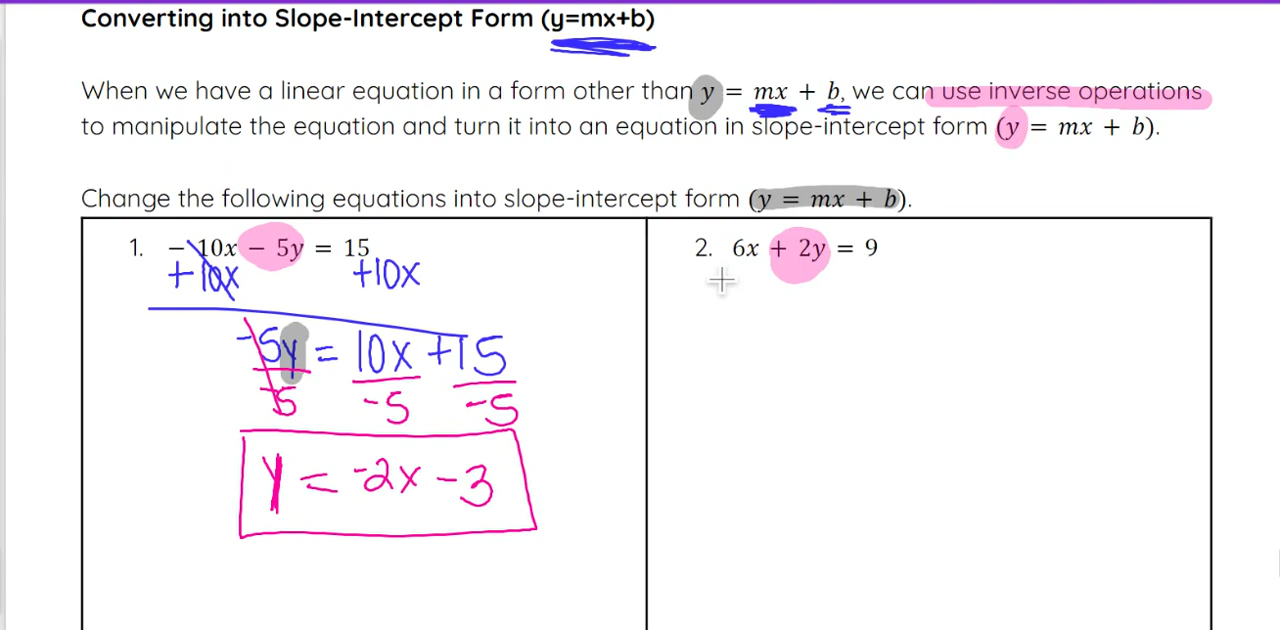 Converting into Slope-Intercept Form (y=mx+b)
When we have a linear equation in a form other than y = mx + b, we can use inverse operations
to manipulate the equation and turn it into an equation in slope-intercept form (y = mx + b).
Change the following equations into slope-intercept form (y = mx + b).
1. −10x − 5y = 15
+10x +10x
-5y = 10x +15
-5 -5 -5
y = -2x - 3
2. 6x + 2y = 9